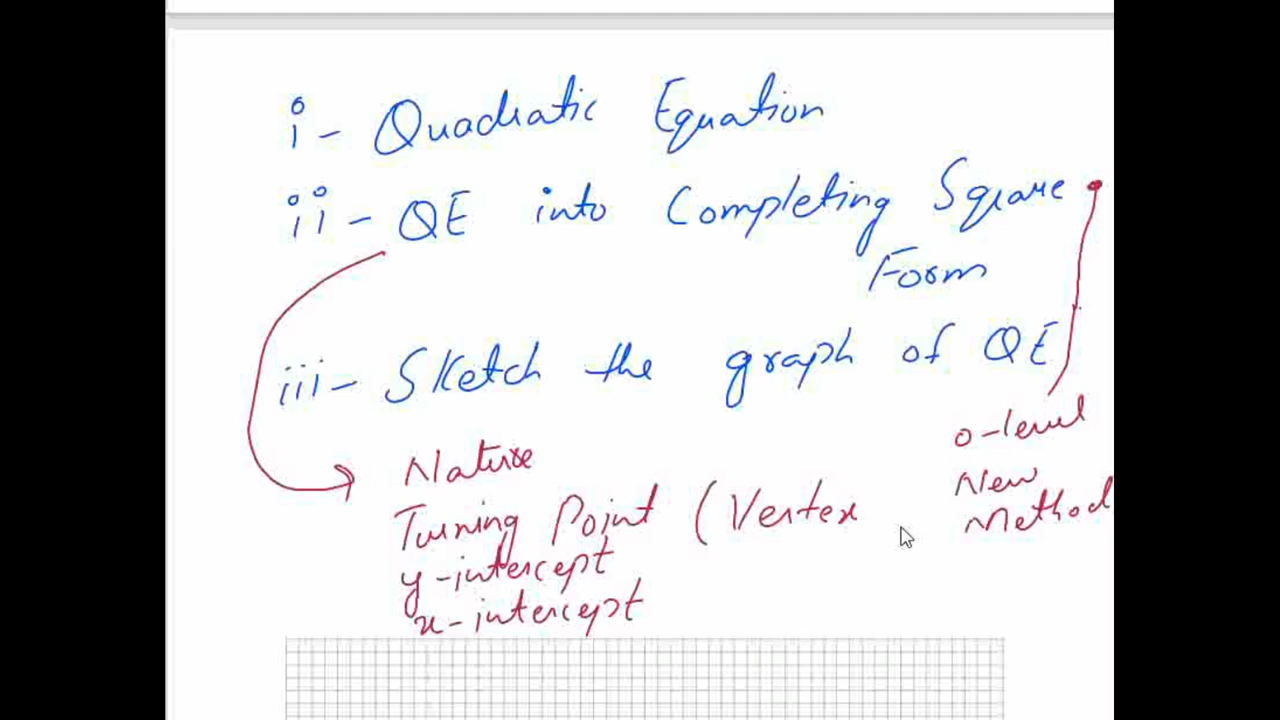 i- Quadratic Equation
ii- QE into Completing Square
Form
iii- Sketch the graph of QE
Nature
Turning Point (Vertex
y-intercept
x-intercept
o-level
New
Method